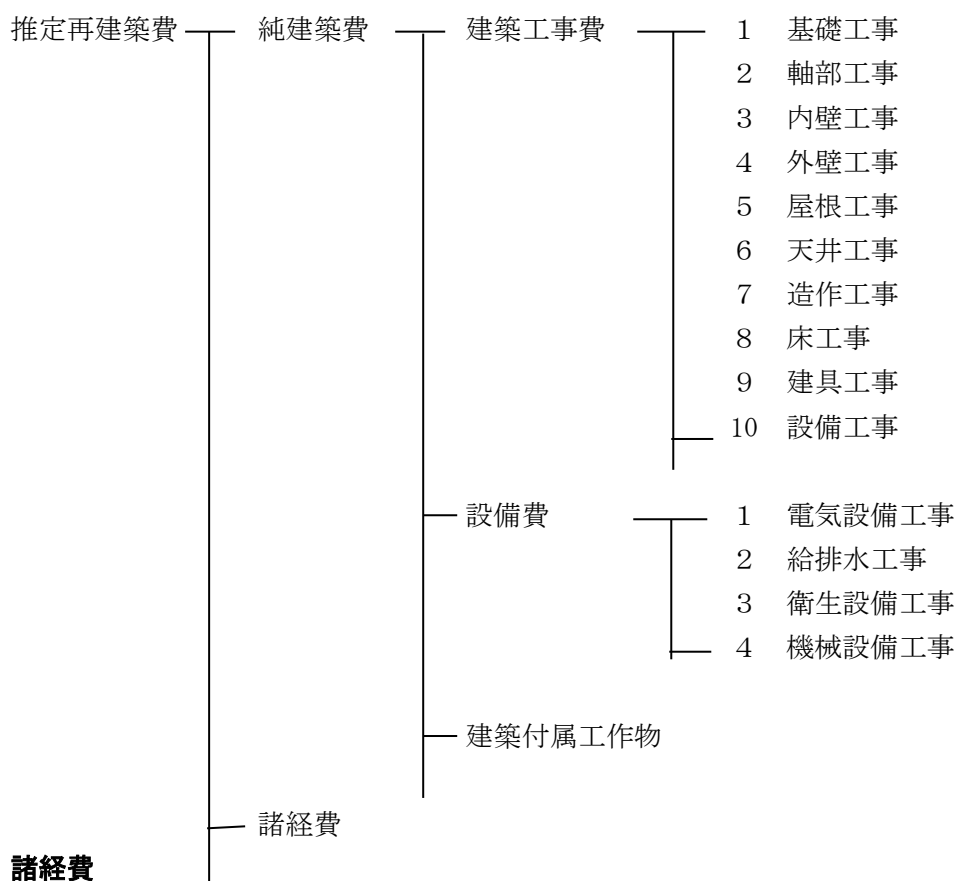 推定再建築費 純建築費 建築工事費 1 基礎工事
2 軸部工事
3 内壁工事
4 外壁工事
5 屋根工事
6 天井工事
7 造作工事
8 床工事
9 建具工事
10 設備工事
設備費 1 電気設備工事
2 給排水工事
3 衛生設備工事
4 機械設備工事
建築付属工作物
諸経費
諸経費